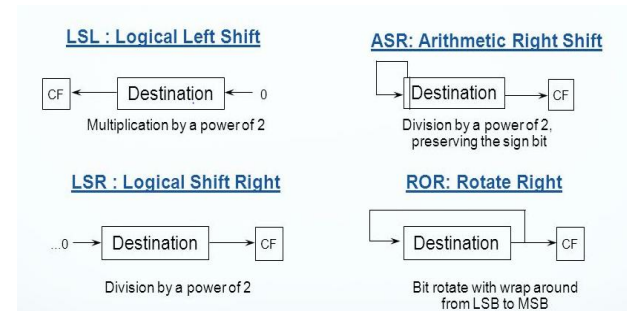 LSL : Logical Left Shift
CF
Destination
0
Multiplication by a power of 2
ASR: Arithmetic Right Shift
Destination
CF
Division by a power of 2,
preserving the sign bit
LSR : Logical Shift Right
...0
Destination
CF
Division by a power of 2
ROR: Rotate Right
Destination
CF
Bit rotate with wrap around
from LSB to MSB